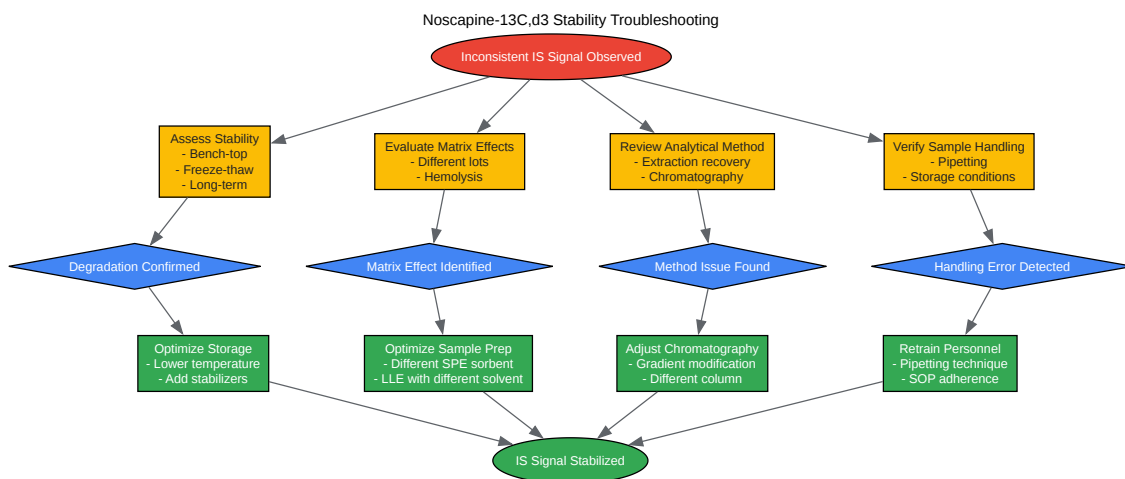 Noscapine-13C,d3 Stability Troubleshooting
Inconsistent IS Signal Observed
Assess Stability
- Bench-top
- Freeze-thaw
- Long-term
Evaluate Matrix Effects
- Different lots
- Hemolysis
Review Analytical Method
- Extraction recovery
- Chromatography
Verify Sample Handling
- Pipetting
- Storage conditions
Degradation Confirmed
Matrix Effect Identified
Method Issue Found
Handling Error Detected
Optimize Storage
- Lower temperature
- Add stabilizers
Optimize Sample Prep
- Different SPE sorbent
- LLE with different solvent
Adjust Chromatography
- Gradient modification
- Different column
Retrain Personnel
- Pipetting technique
- SOP adherence
IS Signal Stabilized